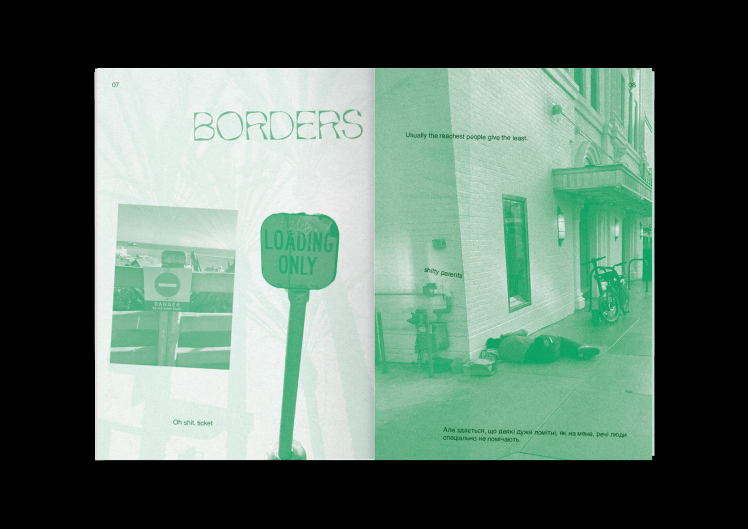 07
BORDERS
LOADING
ONLY
DANGER
Oh shit, ticket
08
Usually the reachest people give the least.
shitty parents
Але здається, що деякі дуже помітні, як на мене, речі люди
спеціально не помічають.